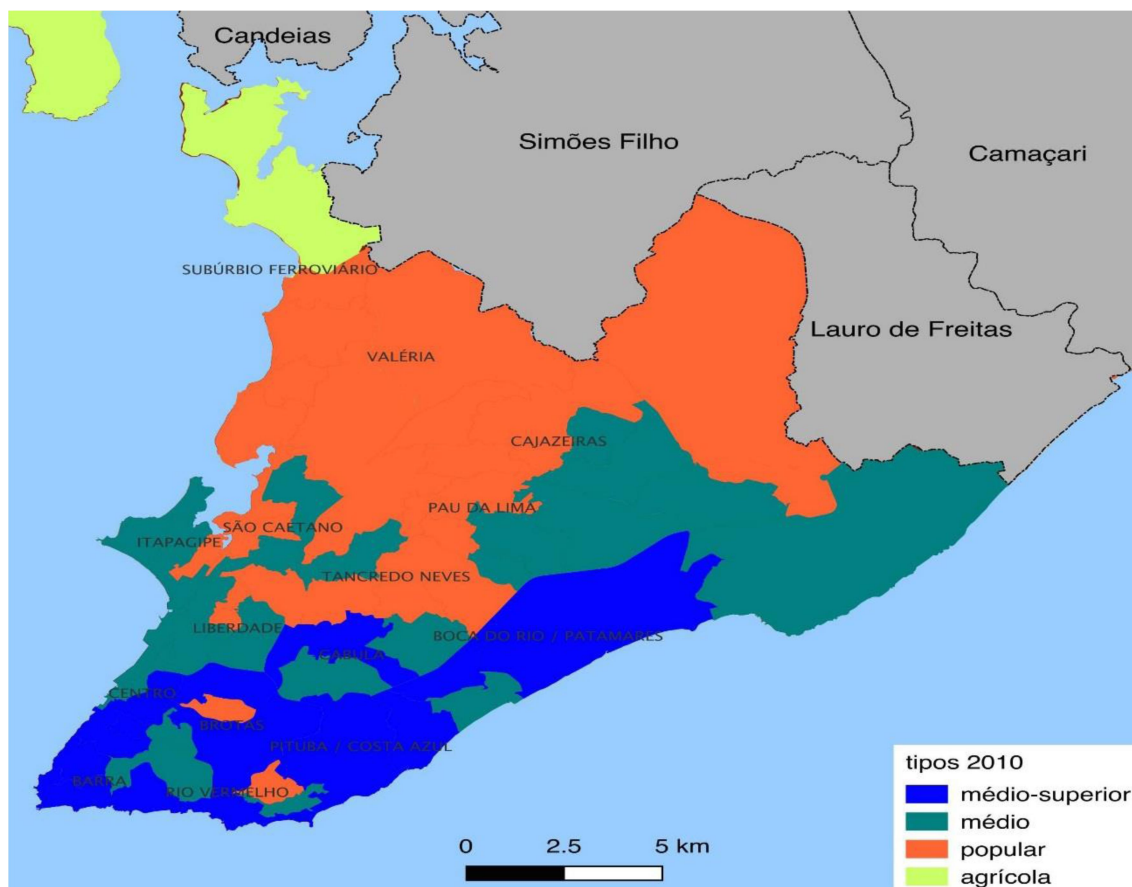 Candeias
Simões Filho
Camaçari
SUBÚRBIO FERROVIÁRIO
Lauro de Freitas
VALÉRIA
CAJAZEIRAS
PAU DA LIMA
SÃO CAETANO
ITAPAGIPE
TANCREDO NEVES
LIBERDADE
BOCA DO RIO / PATAMARES
CABULA
CENTRO
BROTAS
PITUBA / COSTA AZUL
BARRA
RIO VERMELHO
tipos 2010
médio-superior
médio
popular
agrícola
0 2.5 5 km